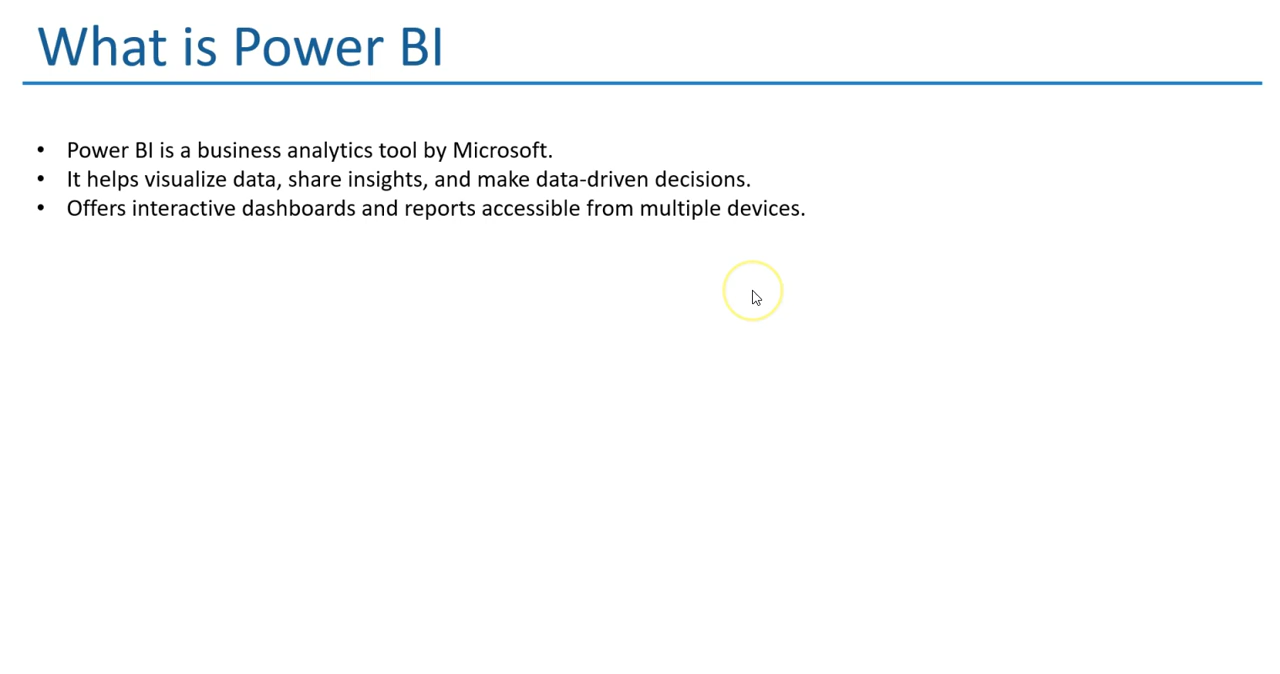 What is Power BI
• Power BI is a business analytics tool by Microsoft.
• It helps visualize data, share insights, and make data-driven decisions.
• Offers interactive dashboards and reports accessible from multiple devices.